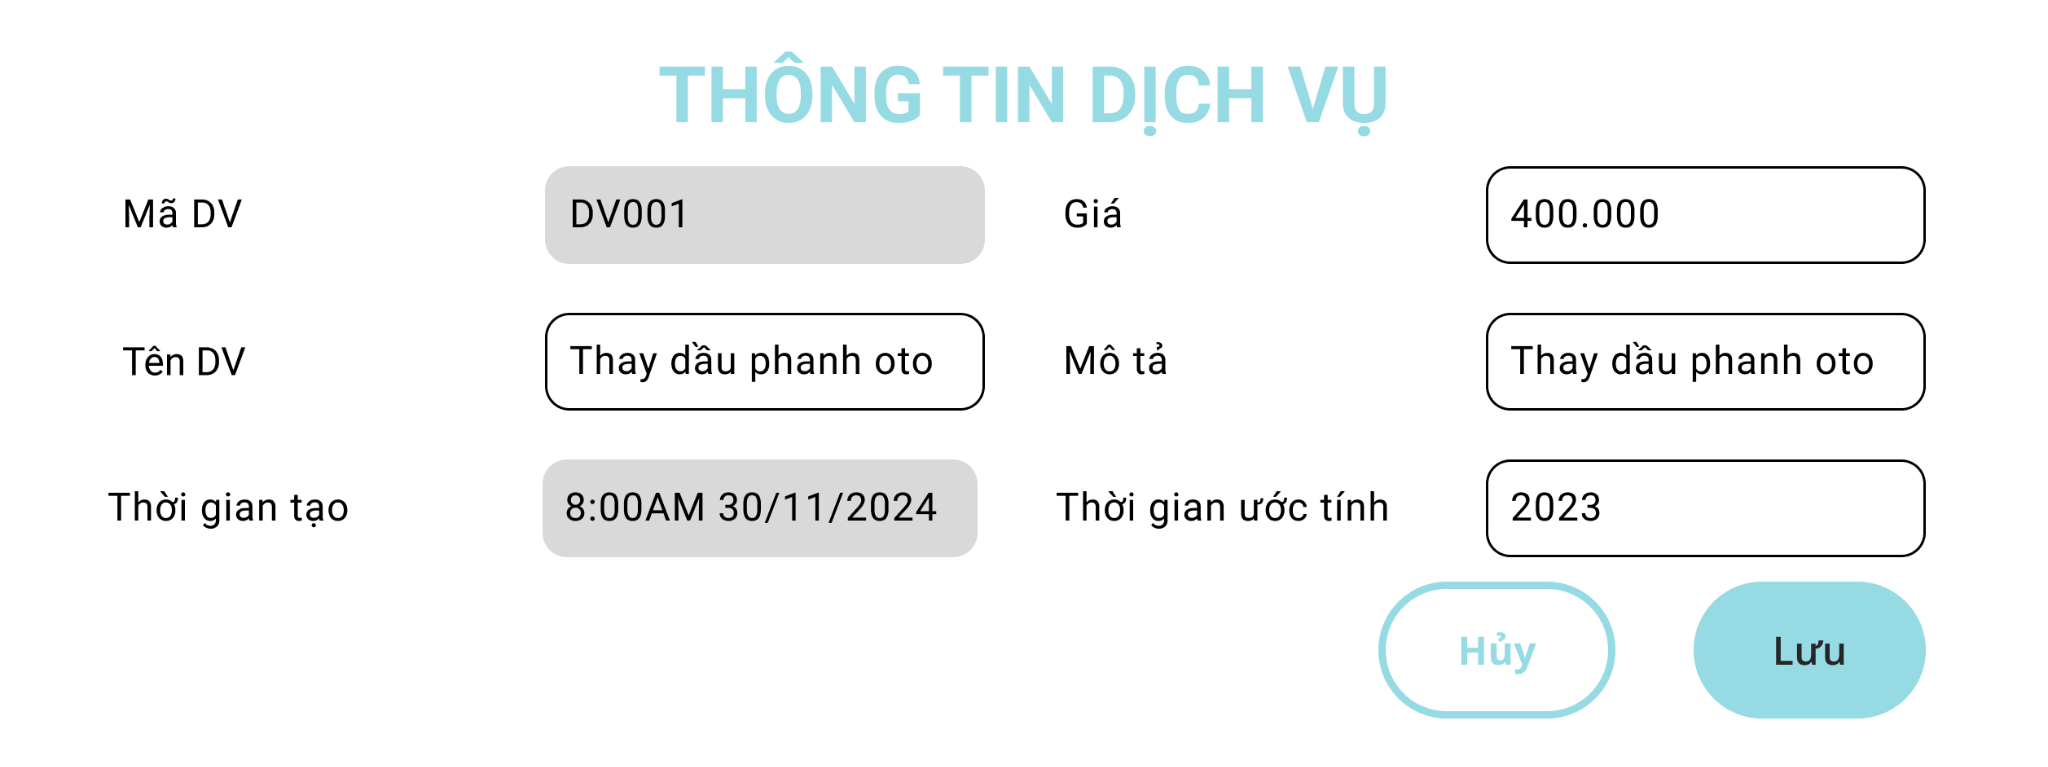 THÔNG TIN DỊCH VỤ
Mã DV
DV001
Giá
400.000
Tên DV
Thay dầu phanh oto
Mô tả
Thay dầu phanh oto
Thời gian tạo
8:00AM 30/11/2024
Thời gian ước tính
2023
Hủy
Lưu